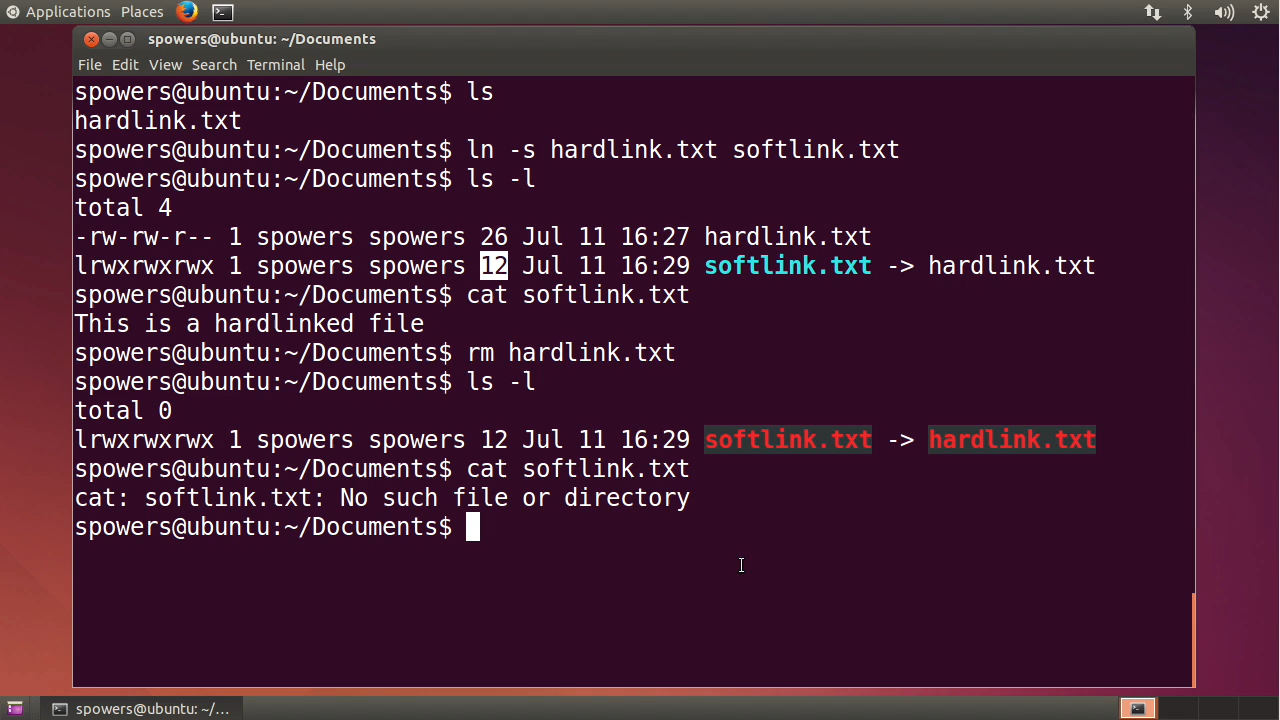 Applications Places
spowers@ubuntu: ~/Documents
File Edit View Search Terminal Help
spowers@ubuntu:~/Documents$ ls
hardlink.txt
spowers@ubuntu:~/Documents$ ln -s hardlink.txt softlink.txt
spowers@ubuntu:~/Documents$ ls -l
total 4
-rw-rw-r-- 1 spowers spowers 26 Jul 11 16:27 hardlink.txt
lrwxrwxrwx 1 spowers spowers 12 Jul 11 16:29 softlink.txt -> hardlink.txt
spowers@ubuntu:~/Documents$ cat softlink.txt
This is a hardlinked file
spowers@ubuntu:~/Documents$ rm hardlink.txt
spowers@ubuntu:~/Documents$ ls -l
total 0
lrwxrwxrwx 1 spowers spowers 12 Jul 11 16:29 softlink.txt -> hardlink.txt
spowers@ubuntu:~/Documents$ cat softlink.txt
cat: softlink.txt: No such file or directory
spowers@ubuntu:~/Documents$
spowers@ubuntu: ~/...